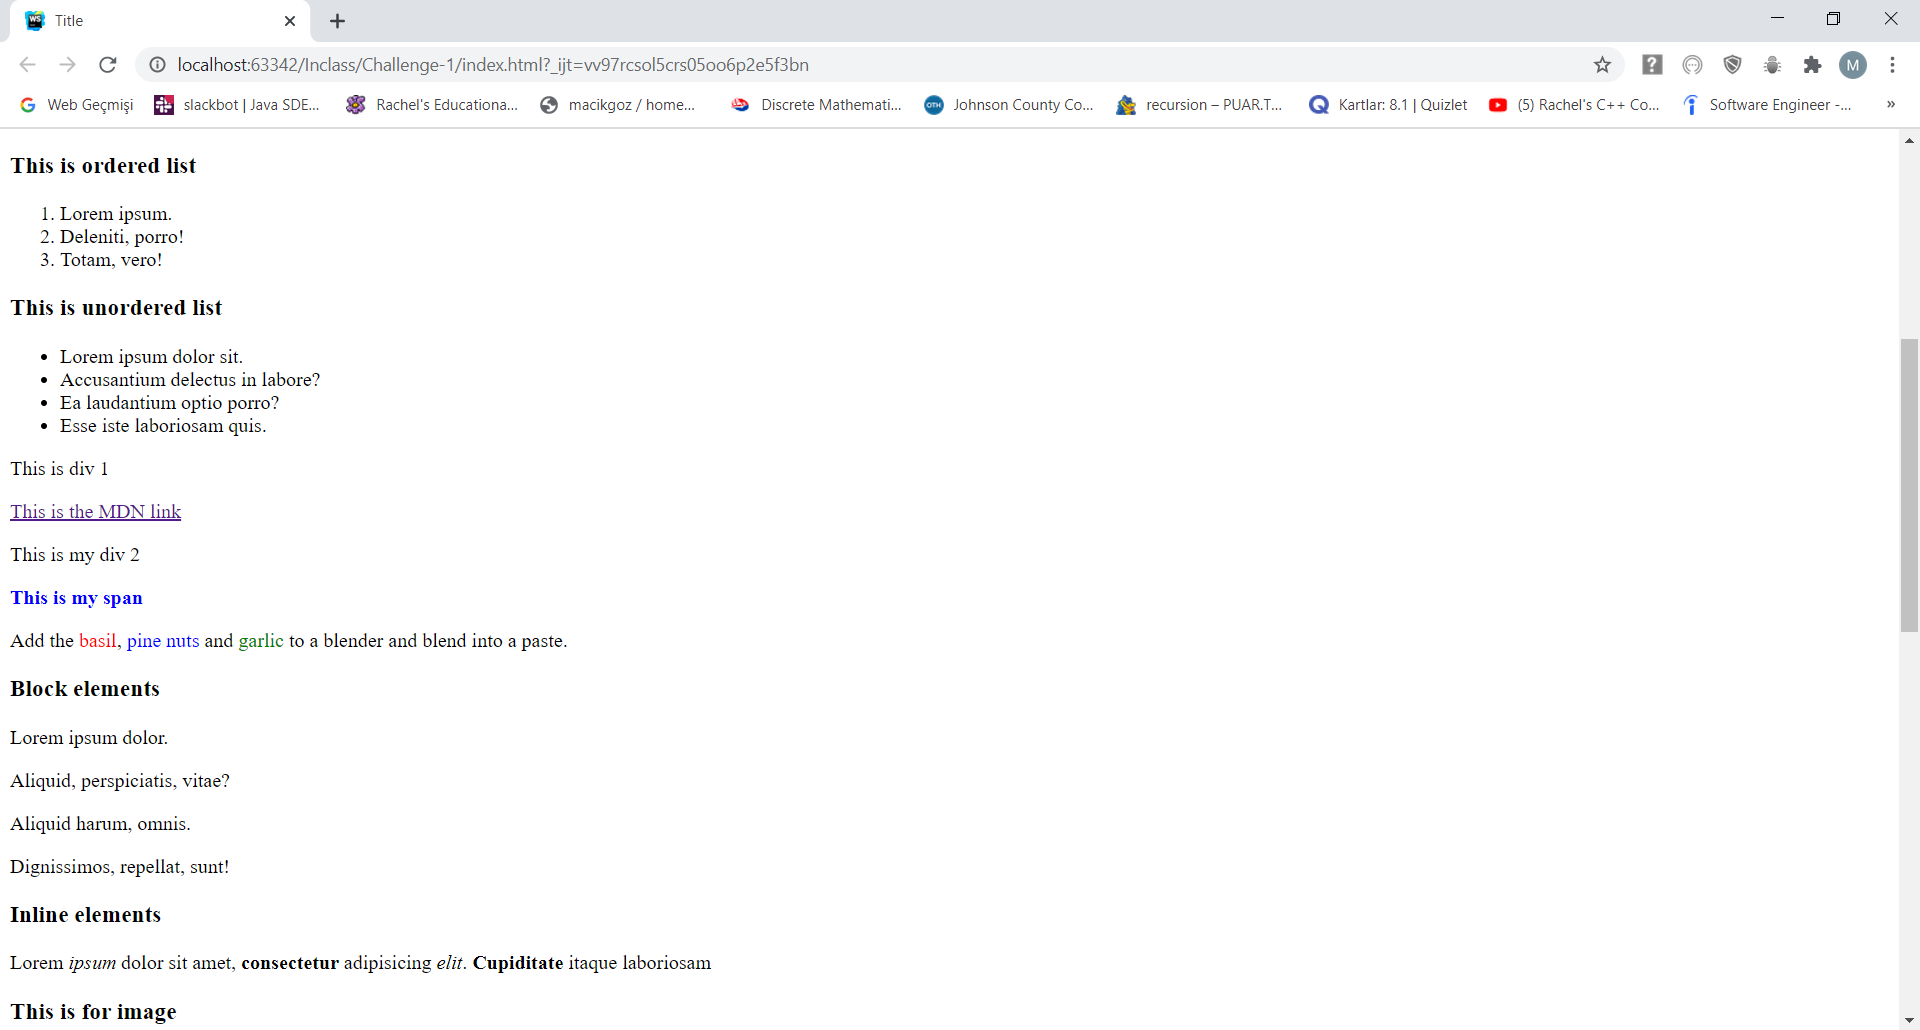 Title
localhost:63342/Inclass/Challenge-1/index.html?_ijt=vv97rcsol5crs05oo6p2e5f3bn
M
Web Geçmişi slackbot | Java SDE... Rachel's Educationa... macikgoz / home... Discrete Mathemati... Johnson County Co... recursion – PUAR.T... Kartlar: 8.1 | Quizlet (5) Rachel's C++ Co... Software Engineer -... »
This is ordered list
1. Lorem ipsum.
2. Deleniti, porro!
3. Totam, vero!
This is unordered list
• Lorem ipsum dolor sit.
• Accusantium delectus in labore?
• Ea laudantium optio porro?
• Esse iste laboriosam quis.
This is div 1
This is the MDN link
This is my div 2
This is my span
Add the basil, pine nuts and garlic to a blender and blend into a paste.
Block elements
Lorem ipsum dolor.
Aliquid, perspiciatis, vitae?
Aliquid harum, omnis.
Dignissimos, repellat, sunt!
Inline elements
Lorem ipsum dolor sit amet, consectetur adipisicing elit. Cupiditate itaque laboriosam
This is for image